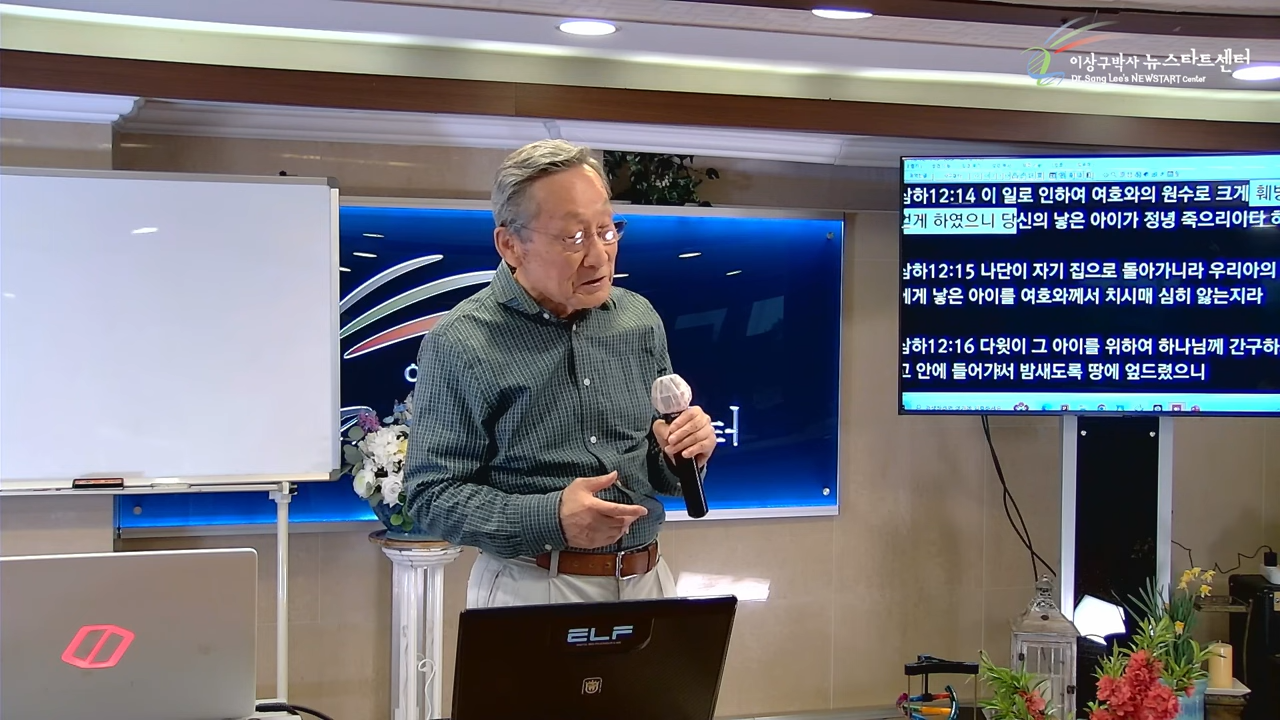 이상구박사 뉴스타트센터
Dr. Sang Lee's NEWSTART Center
삼하12:14 이 일로 인하여 여호와의 원수로 크게 훼방
얻게 하였으니 당신의 낳은 아이가 정녕 죽으리이다 하
삼하12:15 나단이 자기 집으로 돌아가니라 우리아의
에게 낳은 아이를 여호와께서 치시매 심히 앓는지라
삼하12:16 다윗이 그 아이를 위하여 하나님께 간구하
그 안에 들어가서 밤새도록 땅에 엎드렸으니
터
ELF